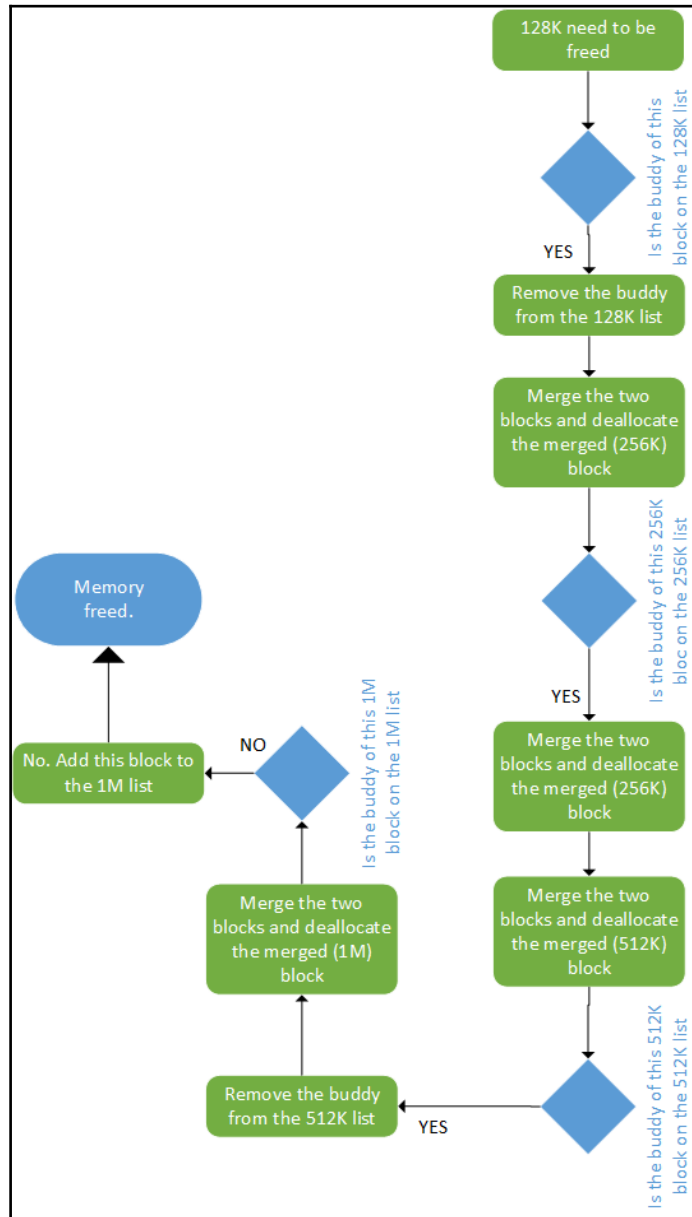 128K need to be
freed
Is the buddy of this
block on the 128K list
YES
Remove the buddy
from the 128K list
Merge the two
blocks and deallocate
the merged (256K)
block
Is the buddy of this 256K
bloc on the 256K list
YES
Merge the two
blocks and deallocate
the merged (256K)
block
Merge the two
blocks and deallocate
the merged (512K)
block
Is the buddy of this 512K
block on the 512K list
YES
Remove the buddy
from the 512K list
Merge the two
blocks and deallocate
the merged (1M)
block
Is the buddy of this 1M
block on the 1M list
NO
No. Add this block to
the 1M list
Memory
freed.